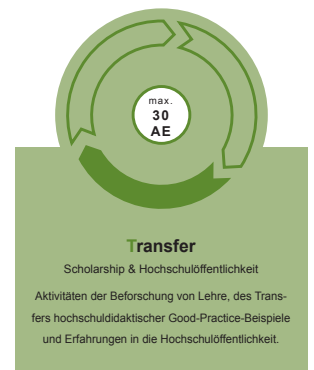 max.
30
AE
Transfer
Scholarship & Hochschulöffentlichkeit
Aktivitäten der Beforschung von Lehre, des Trans-
fers hochschuldidaktischer Good-Practice-Beispiele
und Erfahrungen in die Hochschulöffentlichkeit.